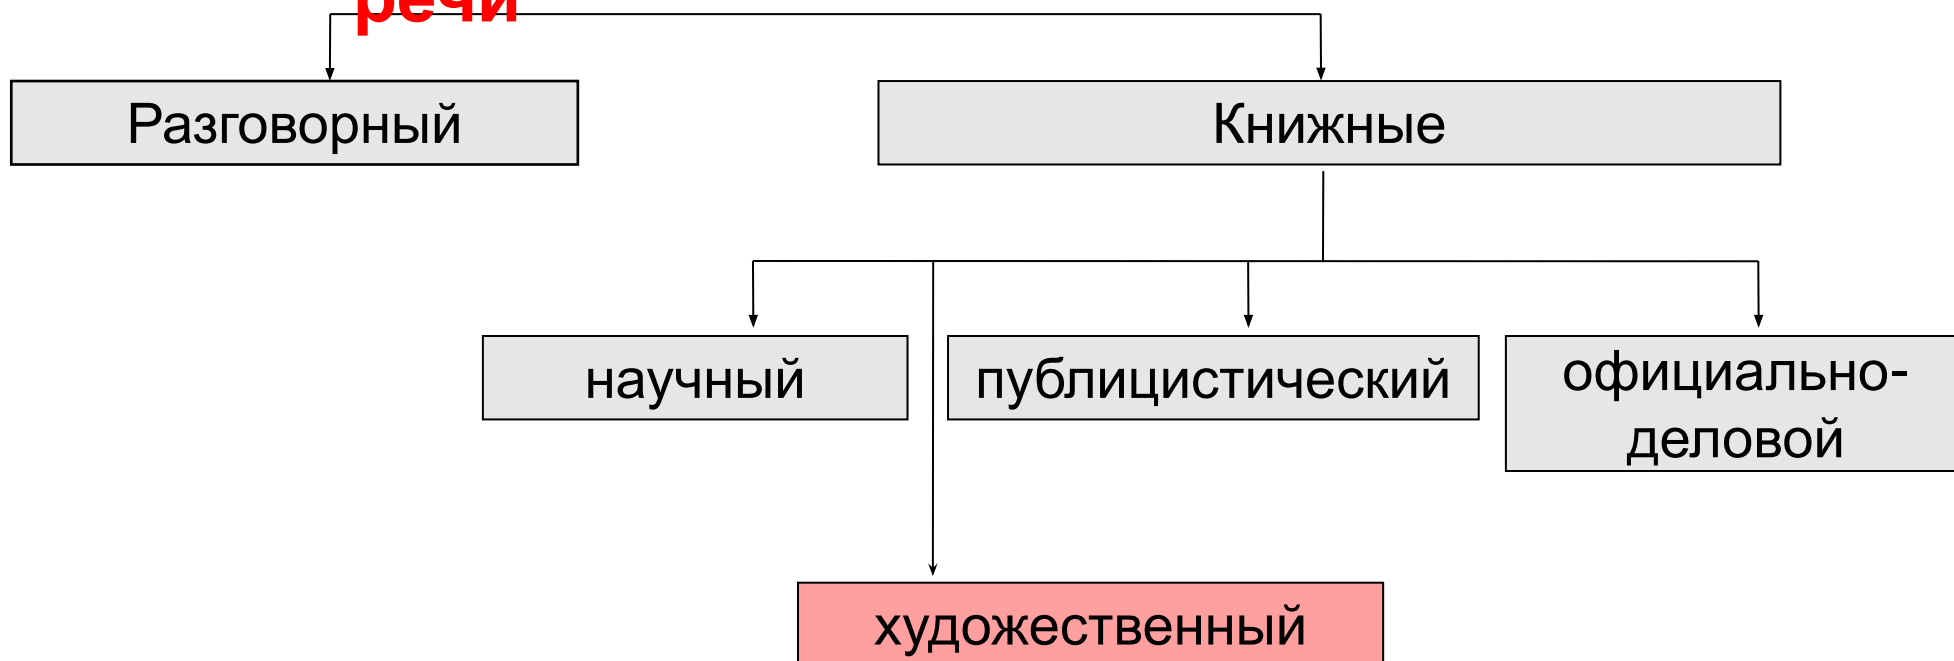 речи
Разговорный
Книжные
научный
публицистический
официально-
деловой
художественный